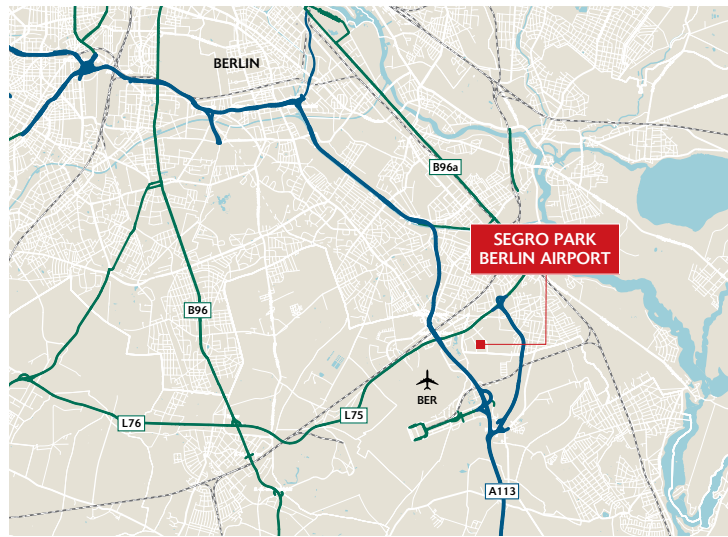 BERLIN
B96a
SEGRO PARK
BERLIN AIRPORT
B96
BER
L75
L76
A113